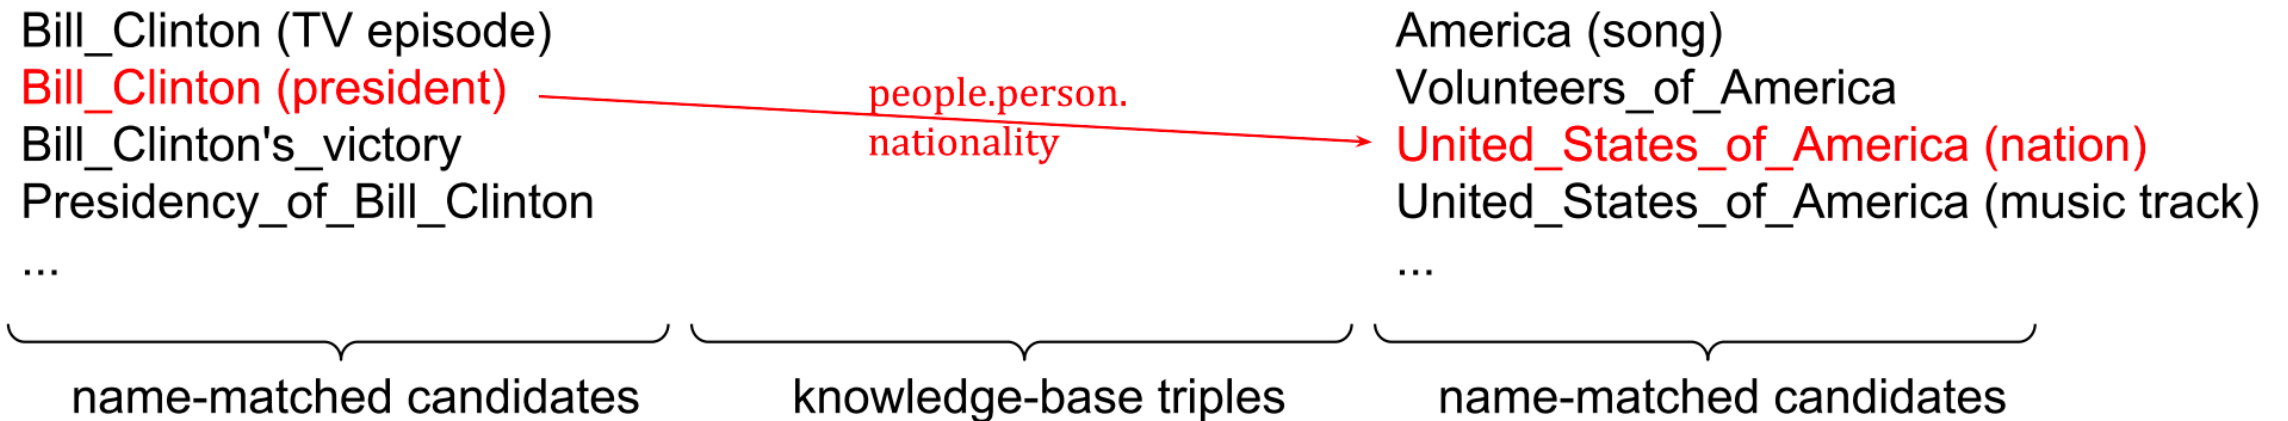 Bill_Clinton (TV episode)
Bill_Clinton (president)
Bill_Clinton's_victory
Presidency_of_Bill_Clinton
...
people.person.
nationality
America (song)
Volunteers_of_America
United_States_of_America (nation)
United_States_of_America (music track)
...
name-matched candidates
knowledge-base triples
name-matched candidates